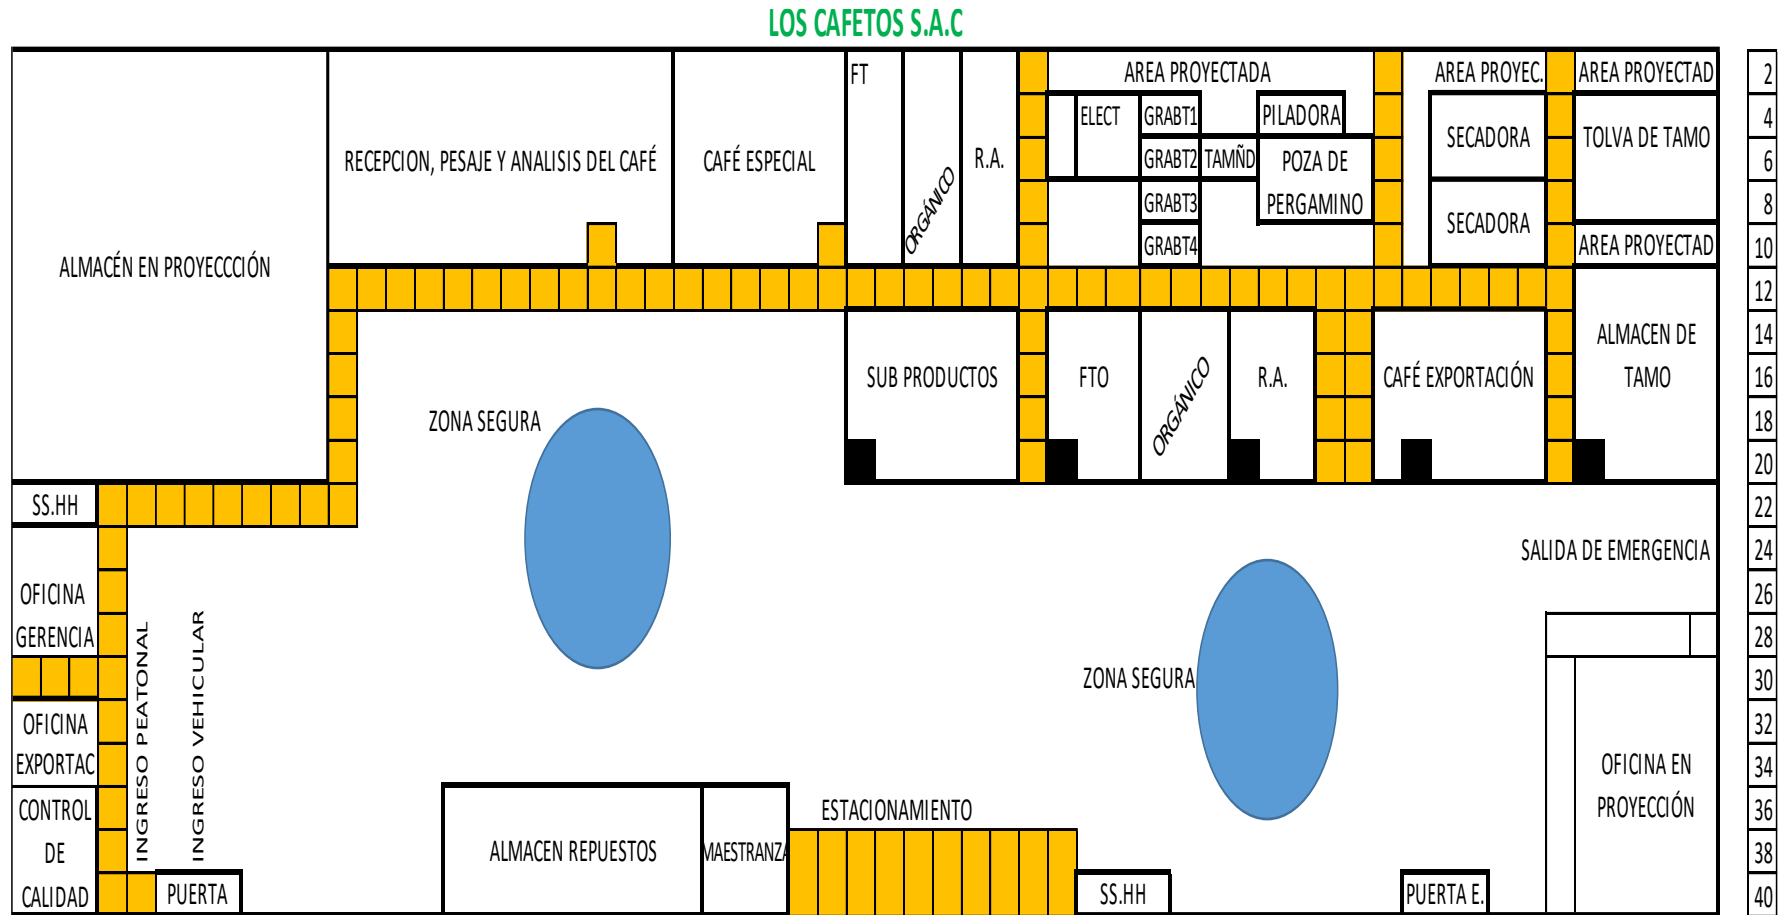 LOS CAFETOS S.A.C
FT
AREA PROYECTADA
AREA PROYEC.
AREA PROYECTAD
2
ELECT
GRABT1
PILADORA
4
SECADORA
TOLVA DE TAMO
RECEPCION, PESAJE Y ANALISIS DEL CAFÉ
CAFÉ ESPECIAL
ORGÁNICO
R.A.
GRABT2
TAMÑD
POZA DE
PERGAMINO
6
GRABT3
8
SECADORA
GRABT4
AREA PROYECTAD
10
ALMACÉN EN PROYECCCIÓN
12
ALMACEN DE
TAMO
14
SUB PRODUCTOS
FTO
ORGÁNICO
R.A.
CAFÉ EXPORTACIÓN
16
ZONA SEGURA
18
20
SS.HH
22
SALIDA DE EMERGENCIA
24
OFICINA
GERENCIA
26
28
INGRESO PEATONAL
INGRESO VEHICULAR
ZONA SEGURA
30
OFICINA
EXPORTAC
32
34
OFICINA EN
PROYECCIÓN
CONTROL
DE
CALIDAD
ESTACIONAMIENTO
36
ALMACEN REPUESTOS
MAESTRANZA
38
PUERTA
SS.HH
PUERTA E.
40